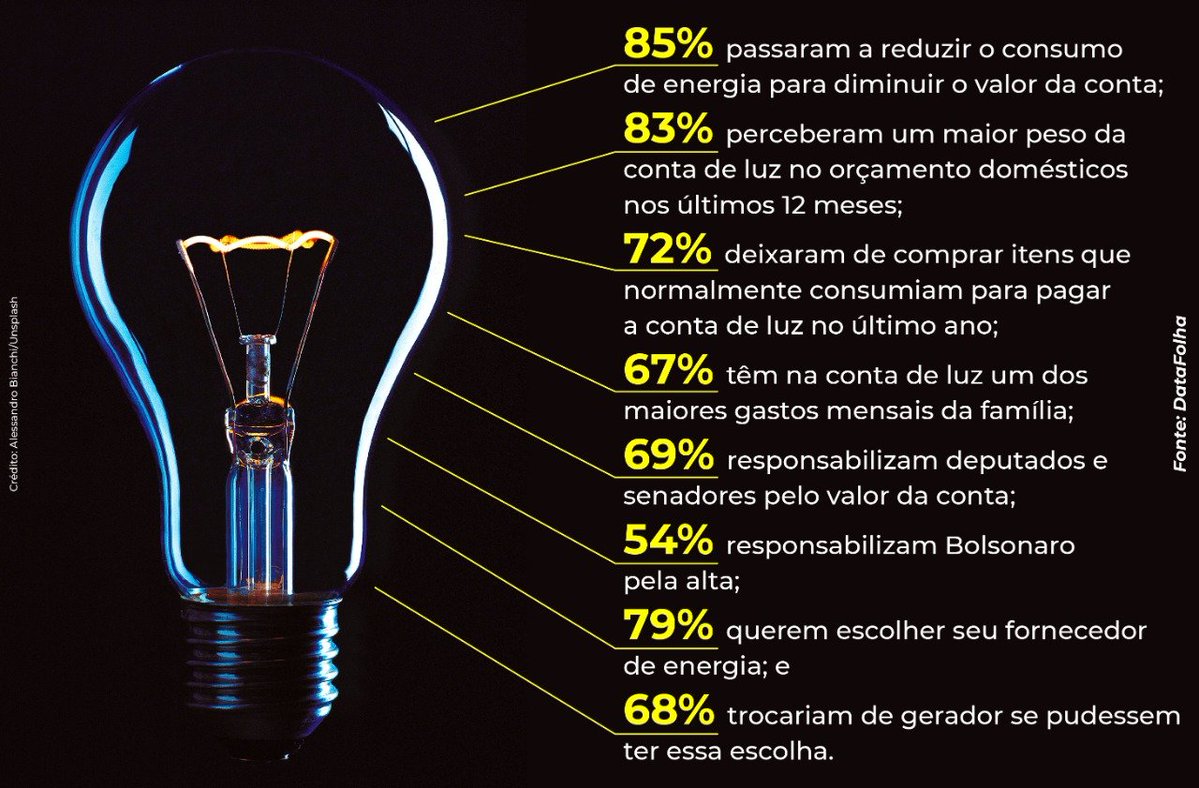 85% passaram a reduzir o consumo
de energia para diminuir o valor da conta;
83% perceberam um maior peso da
conta de luz no orçamento domésticos
nos últimos 12 meses;
72% deixaram de comprar itens que
normalmente consumiam para pagar
a conta de luz no último ano;
67% têm na conta de luz um dos
maiores gastos mensais da família;
69% responsabilizam deputados e
senadores pelo valor da conta;
54% responsabilizam Bolsonaro
pela alta;
79% querem escolher seu fornecedor
de energia; e
68% trocariam de gerador se pudessem
ter essa escolha.
Crédito: Alessandro Bianchi/Unsplash
Fonte: DataFolha